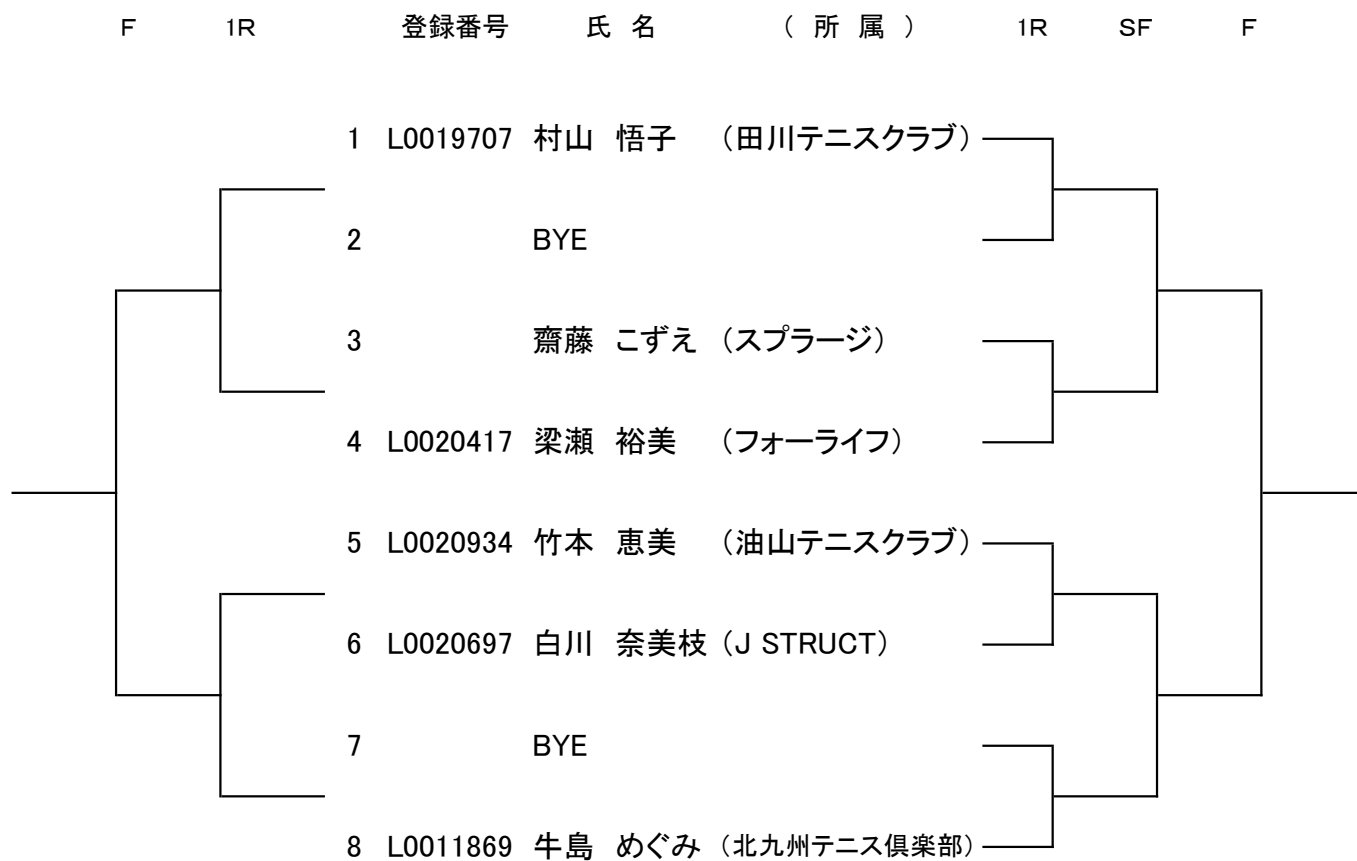 F 1R 登録番号 氏 名 ( 所 属 ) 1R SF F
1 L0019707 村山 悟子 (田川テニスクラブ)
2 BYE
3 齋藤 こずえ (スプラージ)
4 L0020417 梁瀬 裕美 (フォーライフ)
5 L0020934 竹本 恵美 (油山テニスクラブ)
6 L0020697 白川 奈美枝 (J STRUCT)
7 BYE
8 L0011869 牛島 めぐみ (北九州テニス倶楽部)